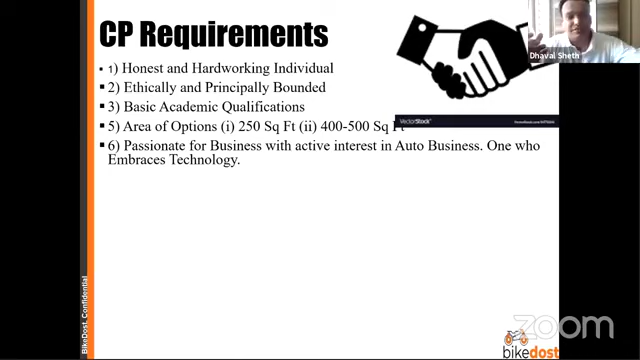 CP Requirements
1) Honest and Hardworking Individual
2) Ethically and Principally Bounded
3) Basic Academic Qualifications
5) Area of Options (i) 250 Sq Ft (ii) 400-500 Sq Ft
6) Passionate for Business with active interest in Auto Business. One who
Embraces Technology.
VectorStock
Dhaval Sheth
BikeDost Confidential
zoom
bikedost